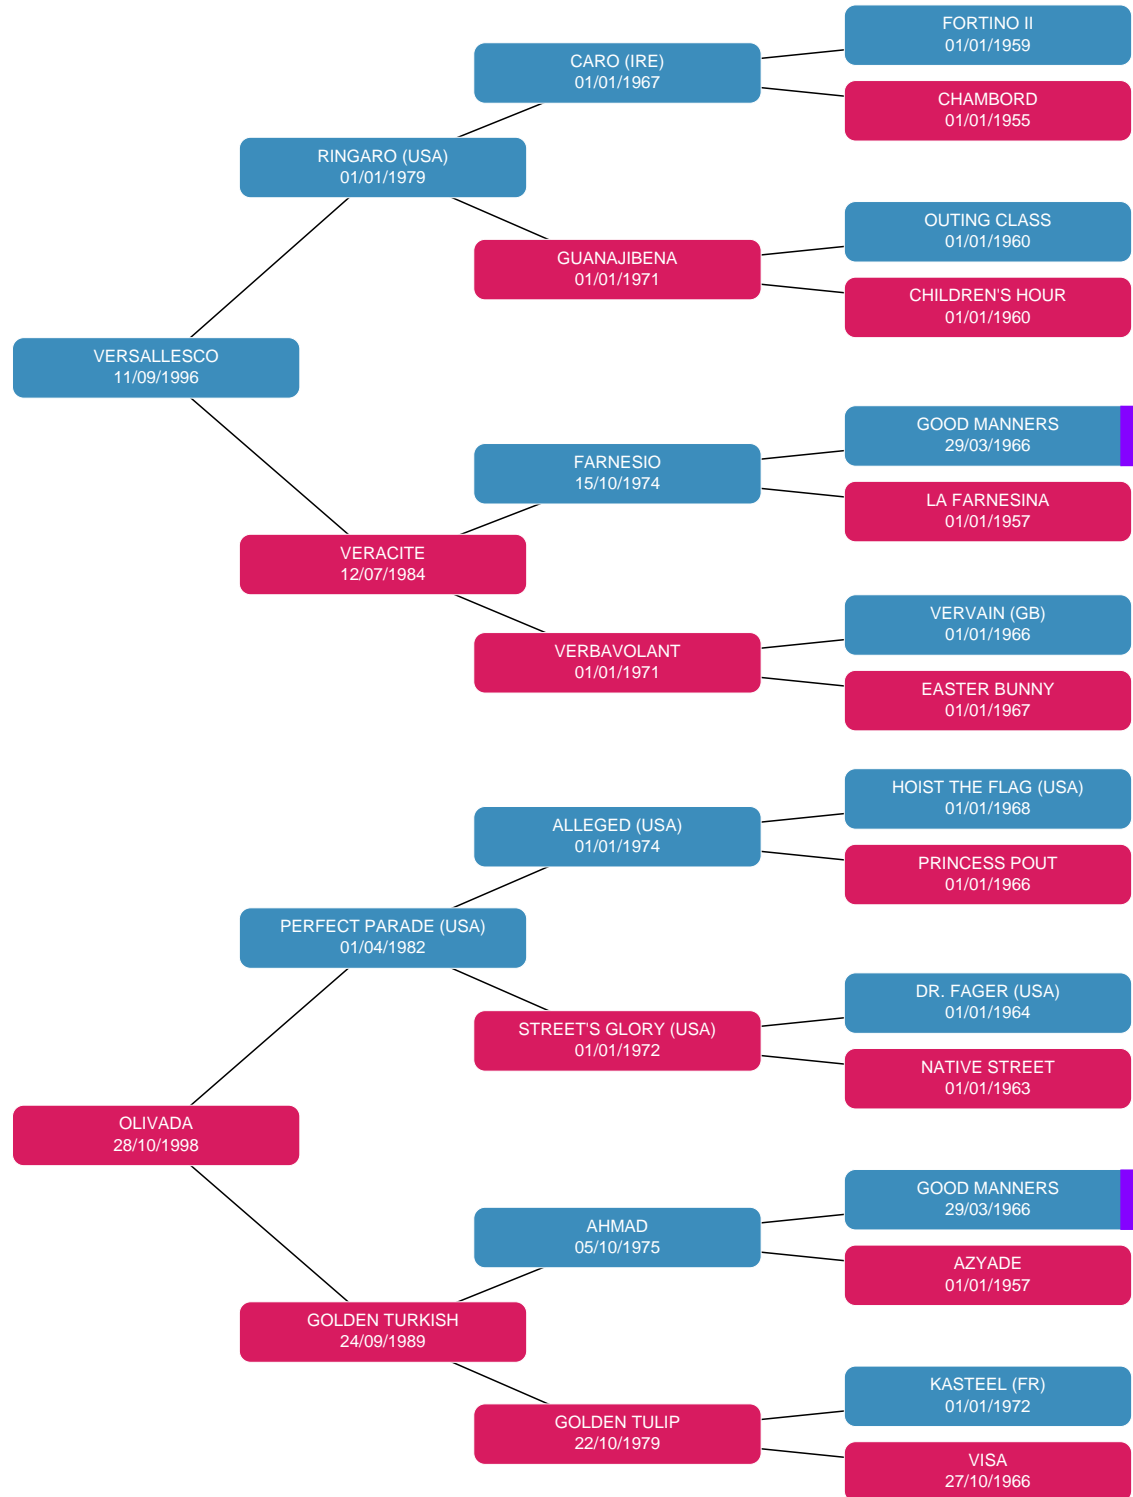 FORTINO II
01/01/1959
CARO (IRE)
01/01/1967
CHAMBORD
01/01/1955
RINGARO (USA)
01/01/1979
OUTING CLASS
01/01/1960
GUANAJIBENA
01/01/1971
CHILDREN'S HOUR
01/01/1960
VERSALLESCO
11/09/1996
GOOD MANNERS
29/03/1966
FARNESIO
15/10/1974
LA FARNESINA
01/01/1957
VERACITE
12/07/1984
VERVAIN (GB)
01/01/1966
VERBAVOLANT
01/01/1971
EASTER BUNNY
01/01/1967
HOIST THE FLAG (USA)
01/01/1968
ALLEGED (USA)
01/01/1974
PRINCESS POUT
01/01/1966
PERFECT PARADE (USA)
01/04/1982
DR. FAGER (USA)
01/01/1964
STREET'S GLORY (USA)
01/01/1972
NATIVE STREET
01/01/1963
OLIVADA
28/10/1998
GOOD MANNERS
29/03/1966
AHMAD
05/10/1975
AZYADE
01/01/1957
GOLDEN TURKISH
24/09/1989
KASTEEL (FR)
01/01/1972
GOLDEN TULIP
22/10/1979
VISA
27/10/1966